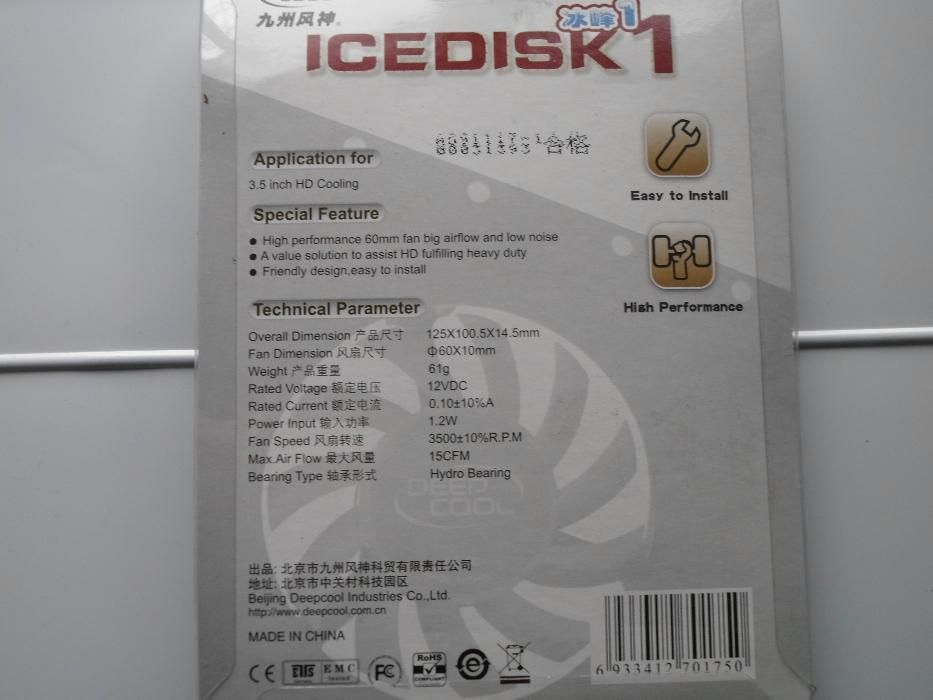 九州风神®
冰峰1
ICEDISK 1
合格
Application for
3.5 inch HD Cooling
Special Feature
● High performance 60mm fan big airflow and low noise
● A value solution to assist HD fulfilling heavy duty
● Friendly design,easy to install
Easy to Install
High Performance
Technical Parameter
Overall Dimension 产品尺寸 125X100.5X14.5mm
Fan Dimension 风扇尺寸 Φ60X10mm
Weight 产品重量 61g
Rated Voltage 额定电压 12VDC
Rated Current 额定电流 0.10±10%A
Power Input 输入功率 1.2W
Fan Speed 风扇转速 3500±10%R.P.M
Max.Air Flow 最大风量 15CFM
Bearing Type 轴承形式 Hydro Bearing
DEEP
COOL
出品: 北京市九州风神科贸有限责任公司
地址: 北京市中关村科技园区
Beijing Deepcool Industries Co.,Ltd.
http://www.deepcool.com.cn
MADE IN CHINA
CE
EMC
FC
RoHS
COMPLIANT
e
6 933412 701750